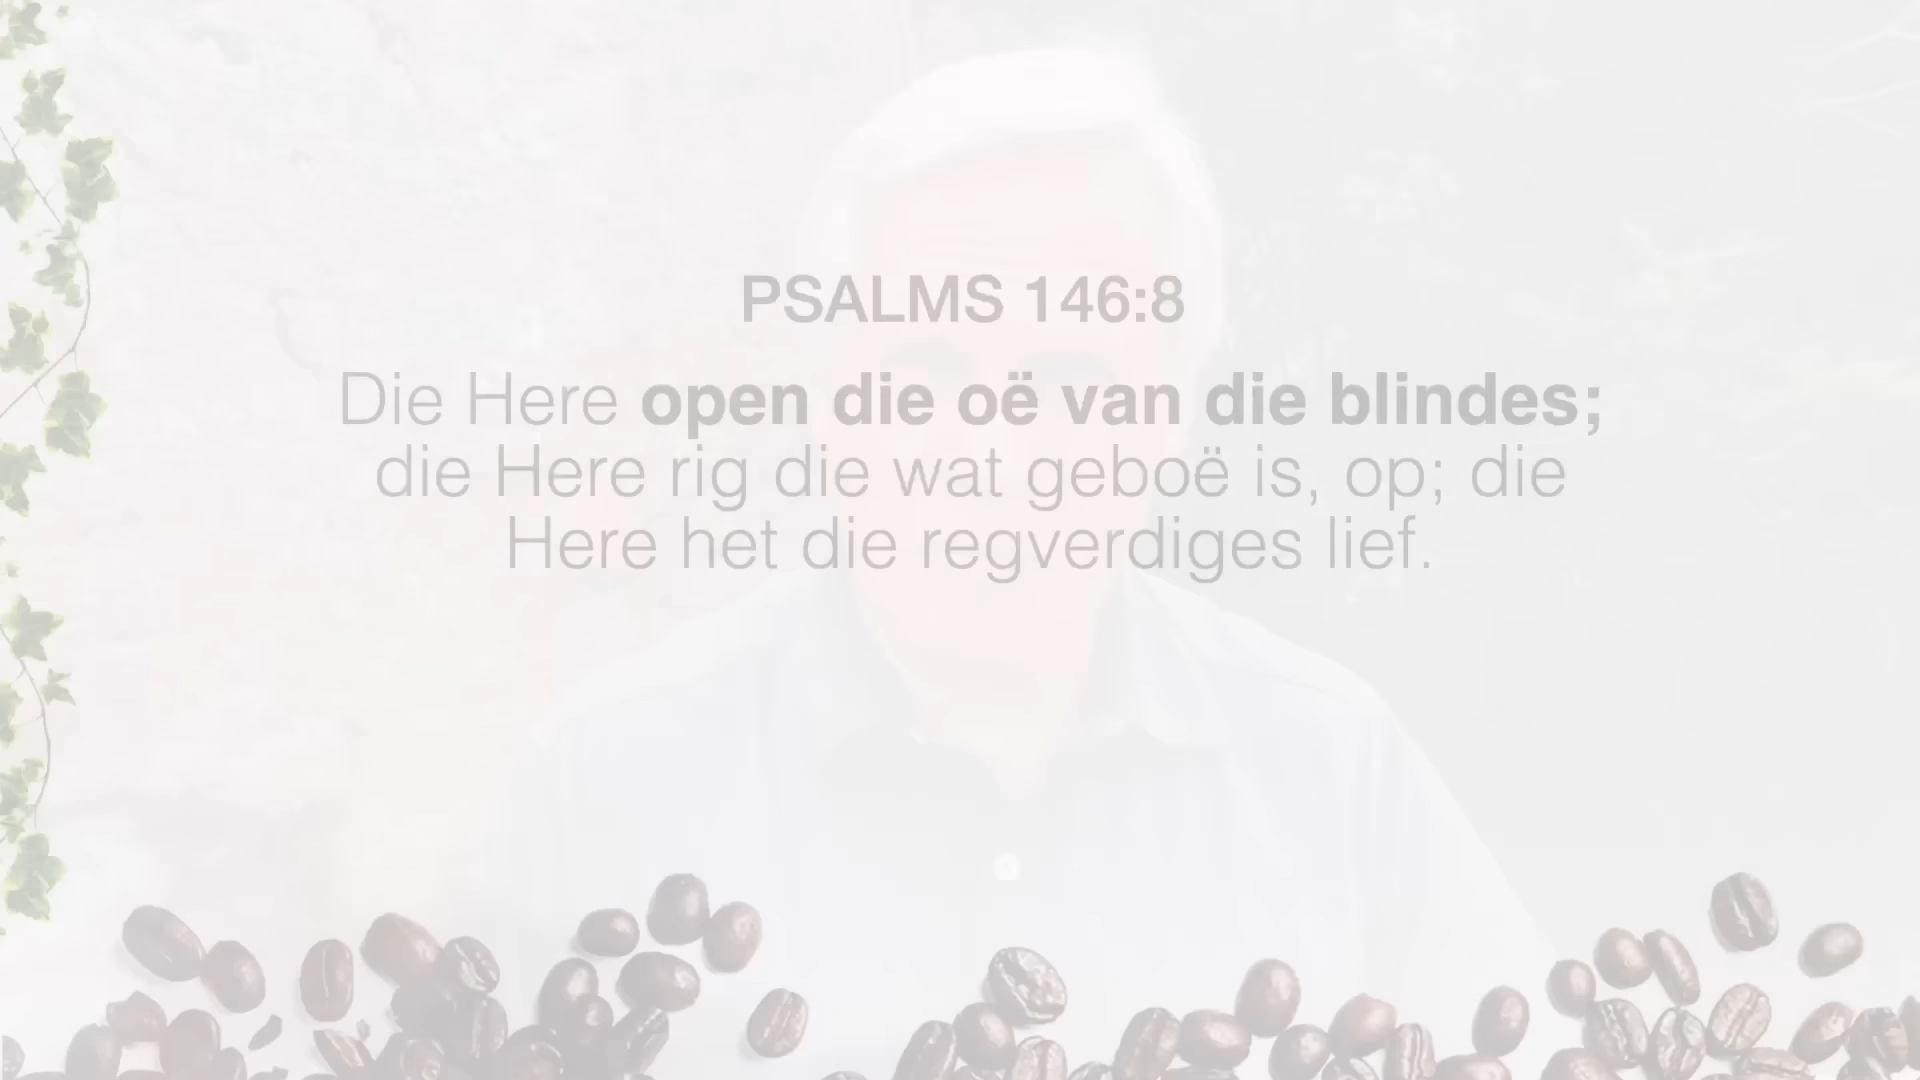 PSALMS 146:8
Die Here open die oë van die blindes;
die Here rig die wat geboë is, op; die
Here het die regverdiges lief.